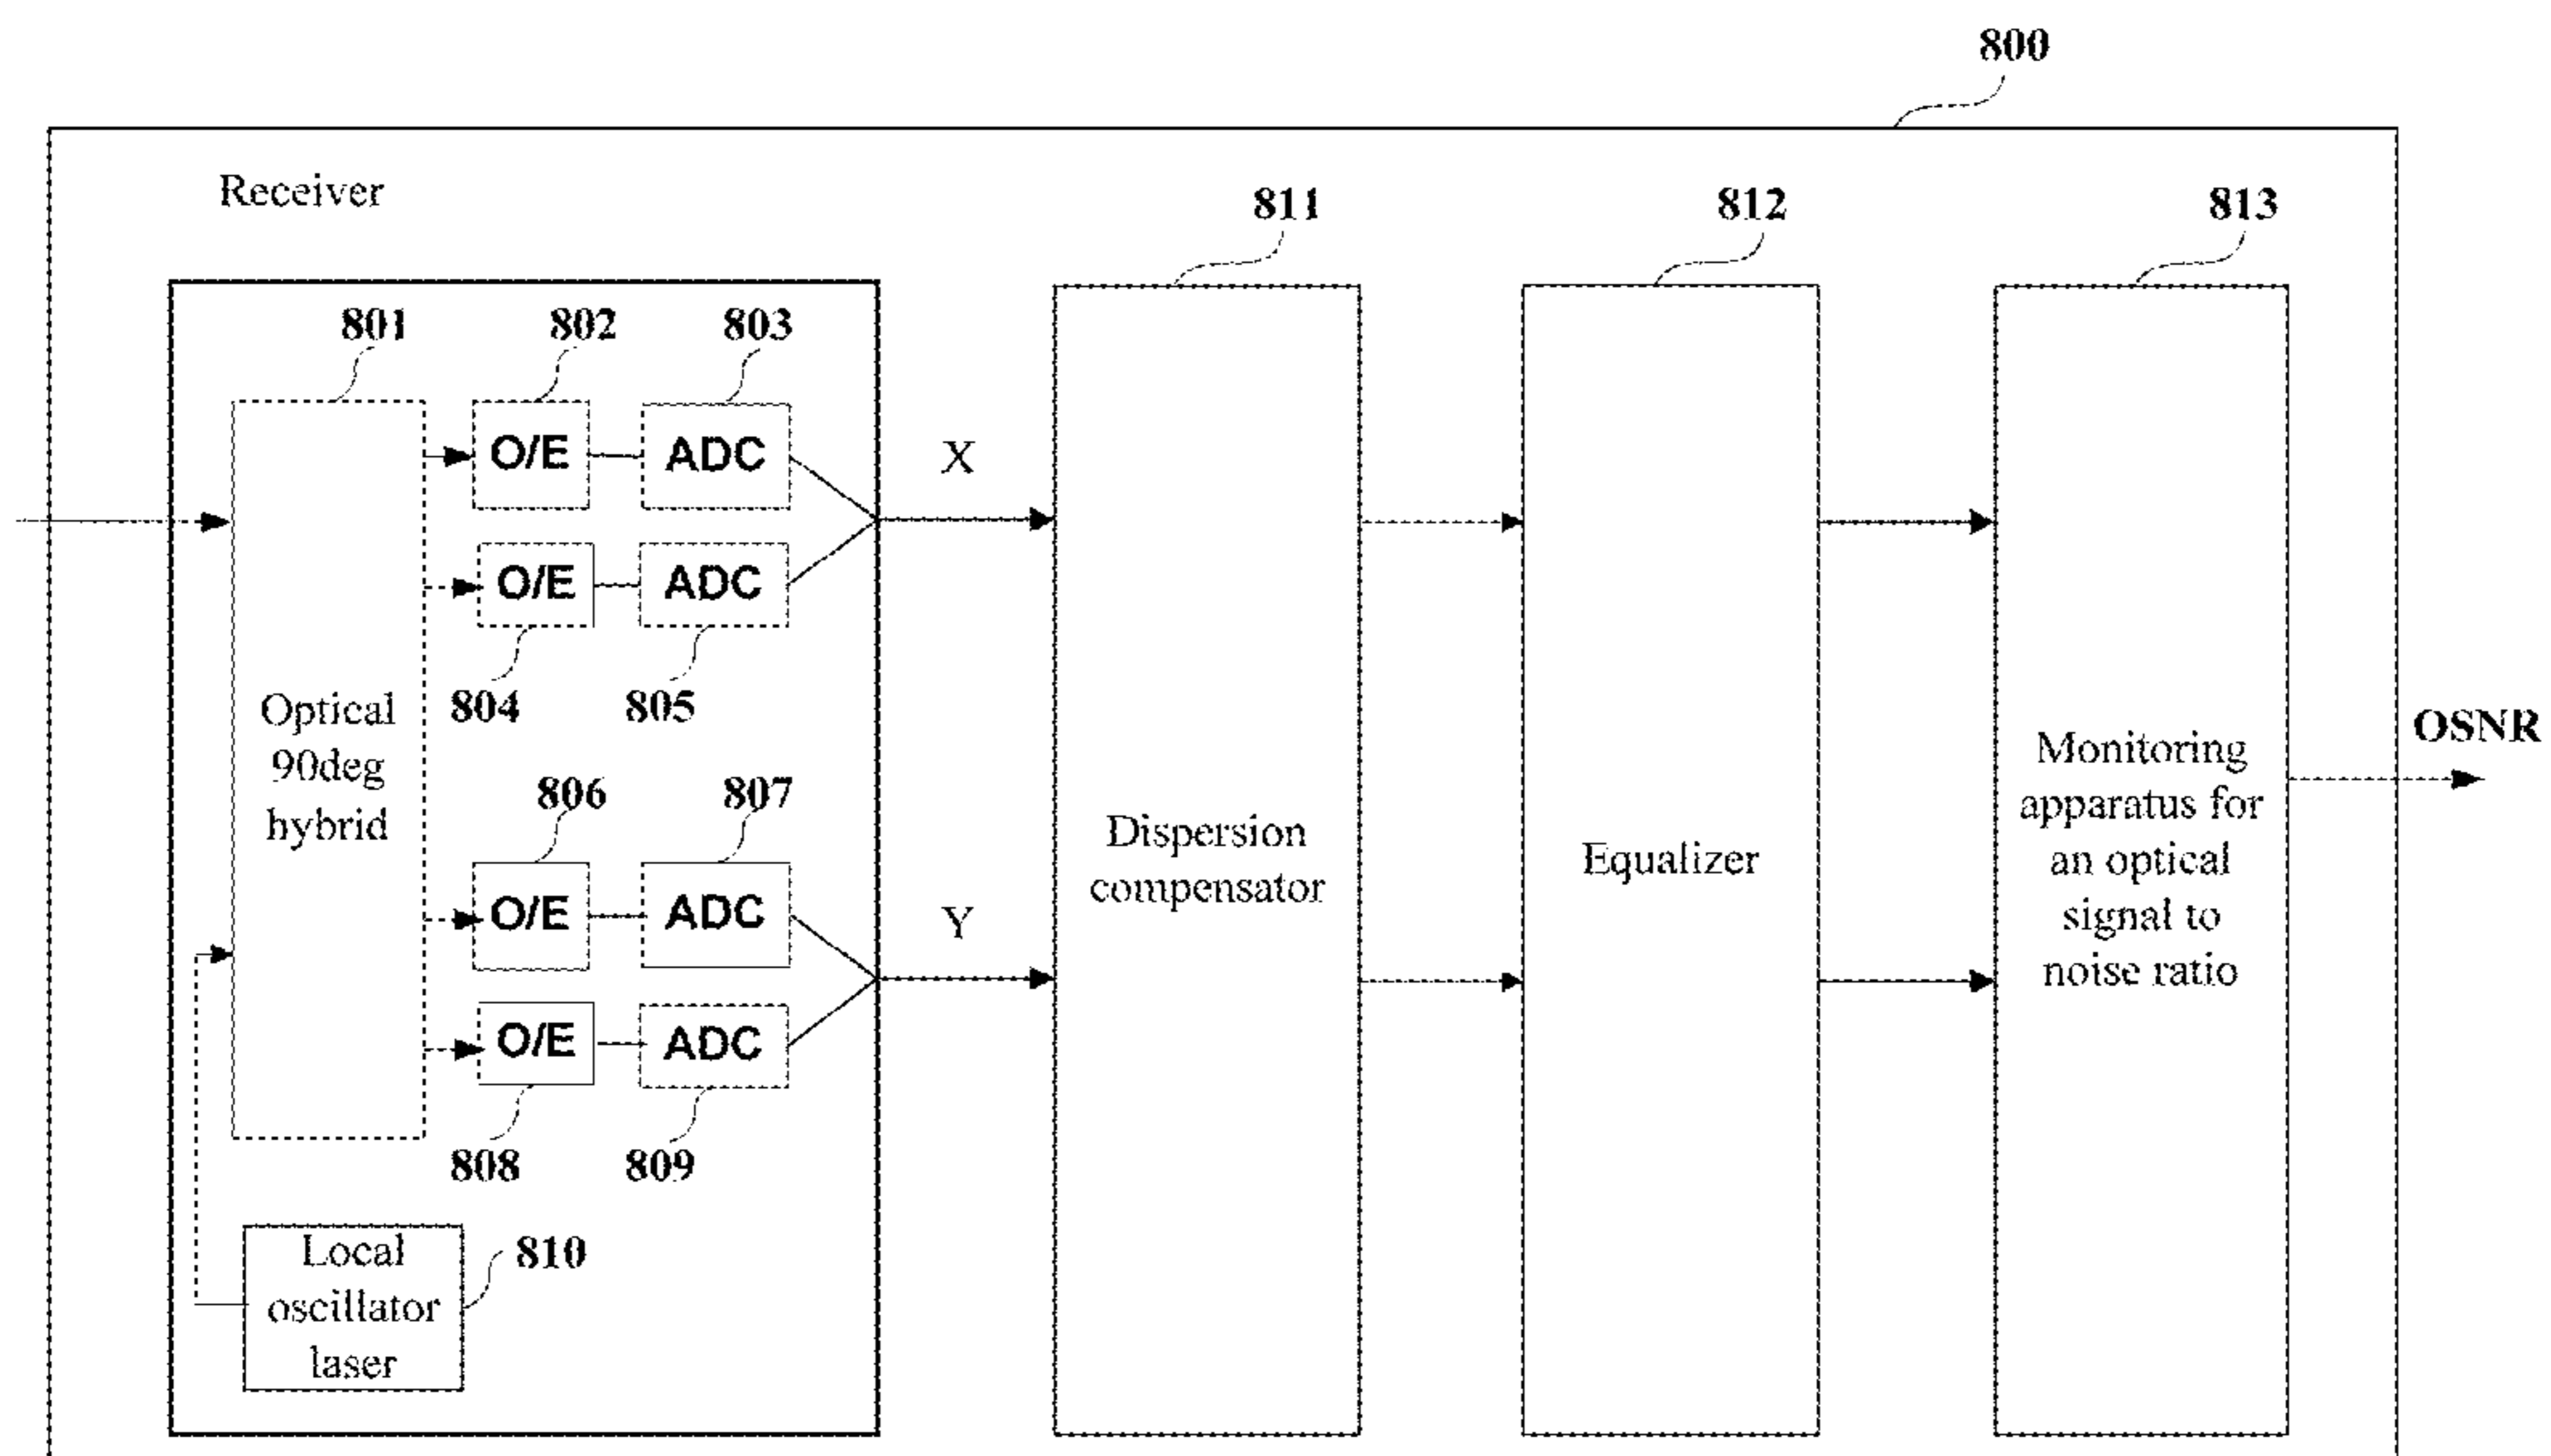 800
Receiver
811
812
813
801
802
803
O/E
ADC
X
O/E
ADC
804
805
Optical
90deg
hybrid
OSNR
Monitoring
apparatus for
an optical
signal to
noise ratio
806
807
Dispersion
compensator
Equalizer
O/E
ADC
Y
O/E
ADC
808
809
Local
oscillator
laser
810